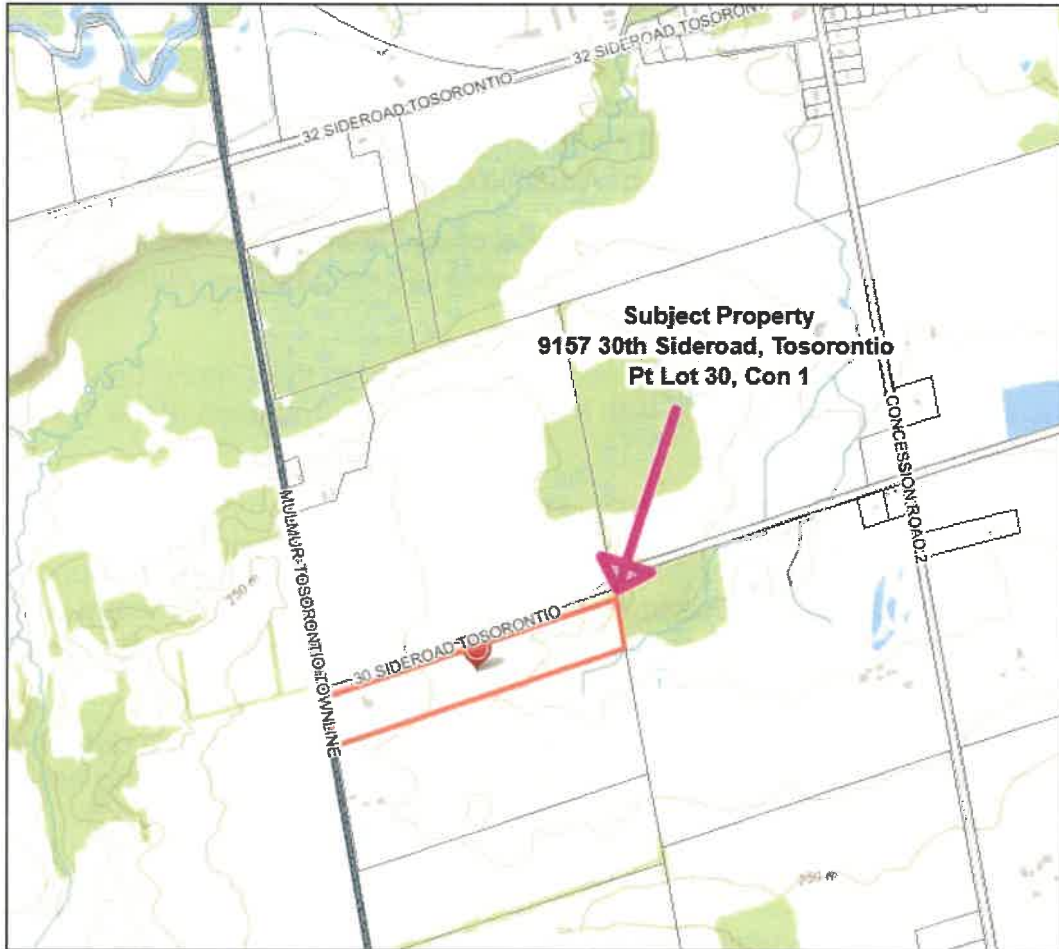 32 SIDEROAD TOSORONT
32 SIDEROAD TOSORONTIO
Subject Property
9157 30th Sideroad, Tosorontio
Pt Lot 30, Con 1
CONCESSION ROAD 2
MULMUR-TOSORONTIO TOWNLINE
250 m
30 SIDEROAD TOSORONTIO
250 m